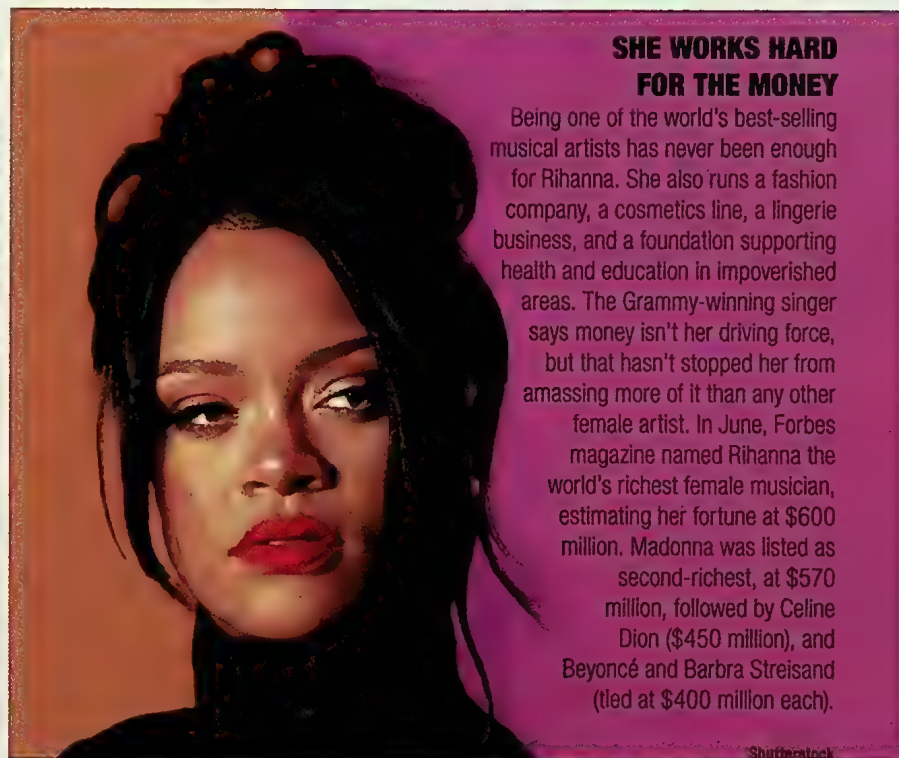 SHE WORKS HARD
FOR THE MONEY
Being one of the world's best-selling
musical artists has never been enough
for Rihanna. She also runs a fashion
company, a cosmetics line, a lingerie
business, and a foundation supporting
health and education in impoverished
areas. The Grammy-winning singer
says money isn't her driving force,
but that hasn't stopped her from
amassing more of it than any other
female artist. In June, Forbes
magazine named Rihanna the
world's richest female musician,
estimating her fortune at $600
million. Madonna was listed as
second-richest, at $570
million, followed by Celine
Dion ($450 million), and
Beyoncé and Barbra Streisand
(tied at $400 million each).
Shutterstock